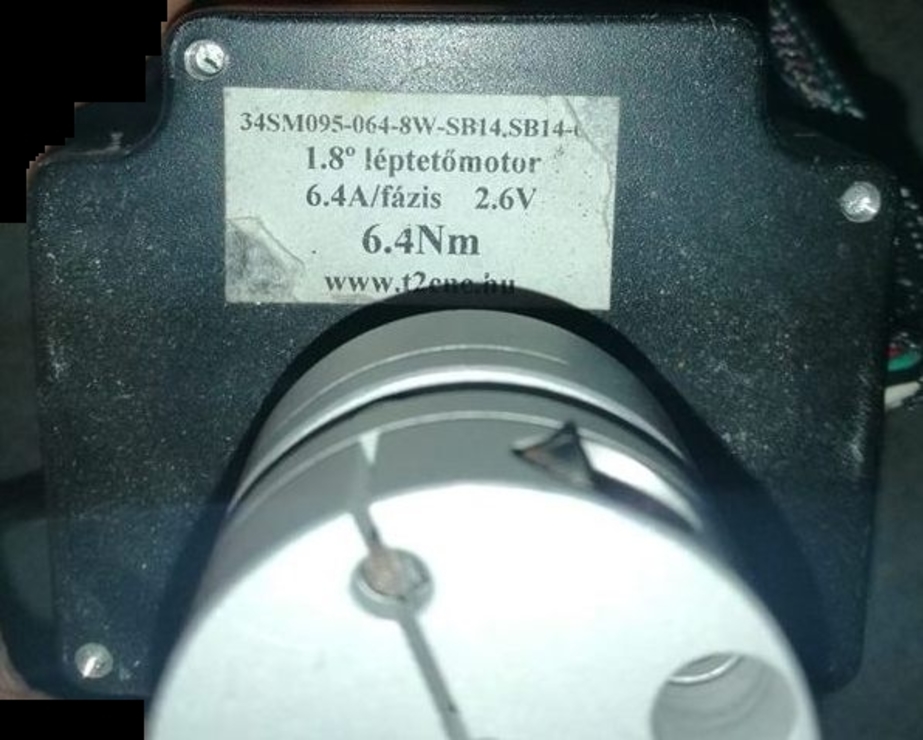 34SM095-064-8W-SB14,SB14-
1.8° léptetőmotor
6.4A/fázis 2.6V
6.4Nm
www.t2cnc.hu